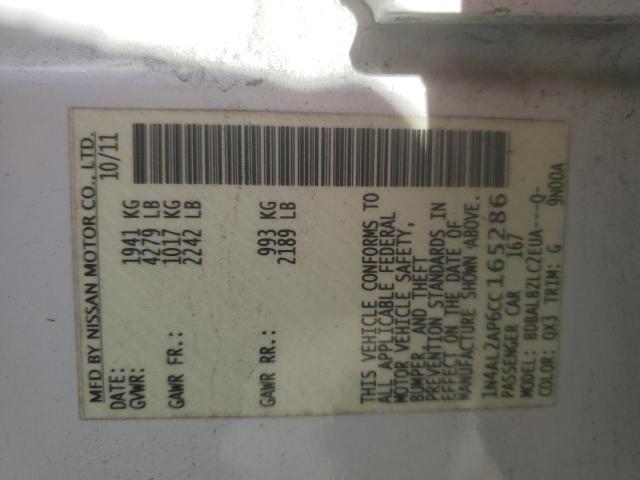 MFD BY NISSAN MOTOR CO., LTD.
DATE: 10/11
GVWR: 1941 KG
4279 LB
GAWR FR.: 1017 KG
2242 LB
GAWR RR.: 993 KG
2189 LB
THIS VEHICLE CONFORMS TO
ALL APPLICABLE FEDERAL
MOTOR VEHICLE SAFETY,
BUMPER, AND THEFT
PREVENTION STANDARDS IN
EFFECT ON THE DATE OF
MANUFACTURE SHOWN ABOVE.
1N4AL2AP6CC165286
PASSENGER CAR 167
MODEL: BDBALBZLC2EUA---Q-
COLOR: QX3 TRIM: G 9N00A